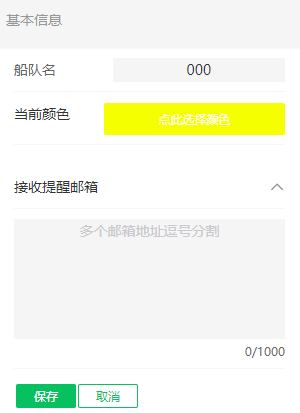 基本信息
船队名 000
当前颜色 点此选择颜色
接收提醒邮箱
多个邮箱地址逗号分割
0/1000
保存 取消